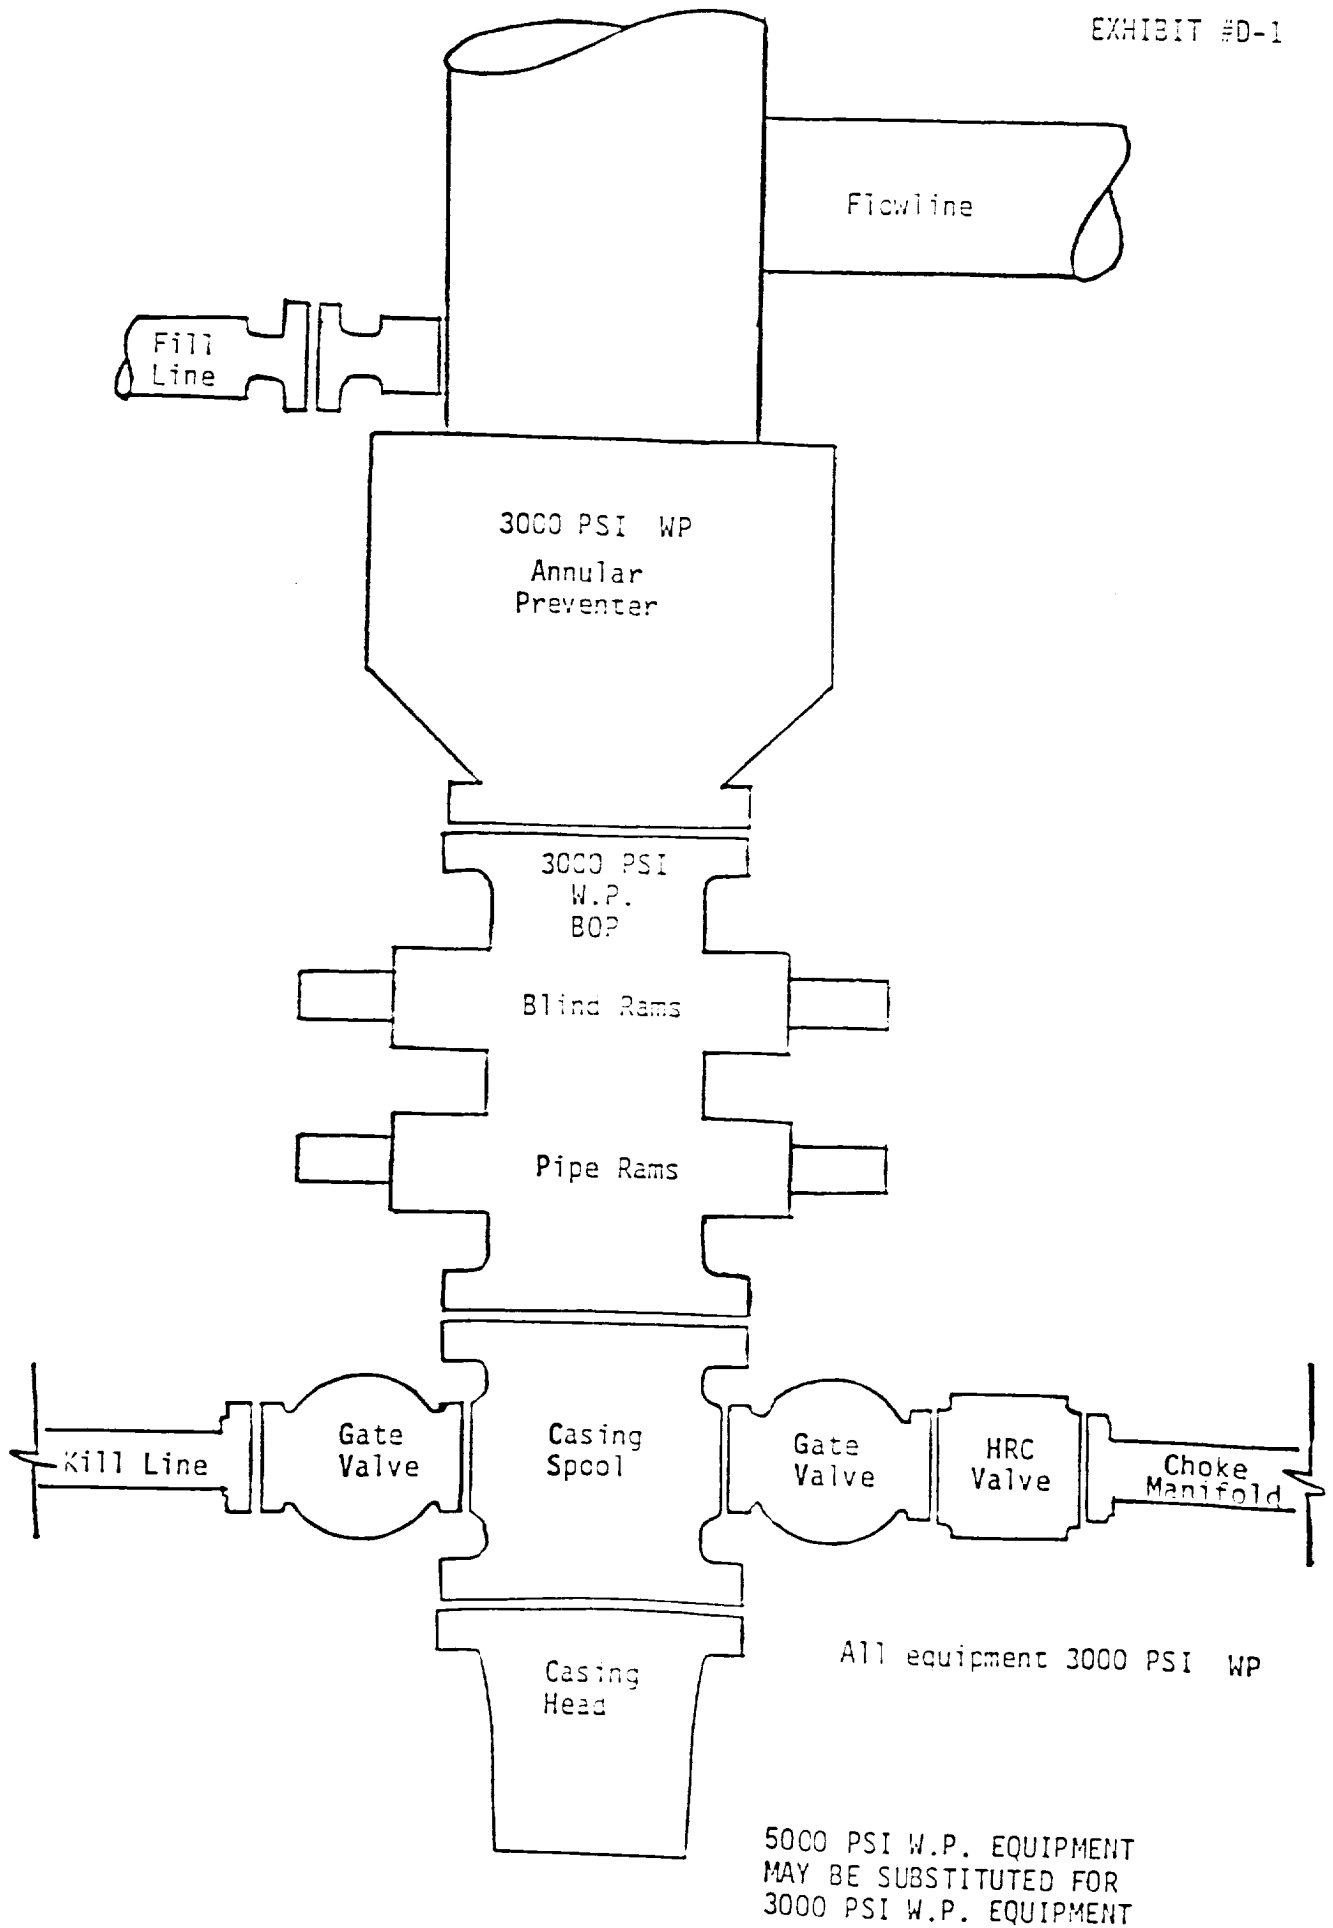 EXHIBIT #D-1
Flowline
Fill
Line
3000 PSI WP
Annular
Preventer
3000 PSI
W.P.
BOP
Blind Rams
Pipe Rams
Kill Line
Gate
Valve
Casing
Spool
Gate
Valve
HRC
Valve
Choke
Manifold
All equipment 3000 PSI WP
Casing
Head
5000 PSI W.P. EQUIPMENT
MAY BE SUBSTITUTED FOR
3000 PSI W.P. EQUIPMENT